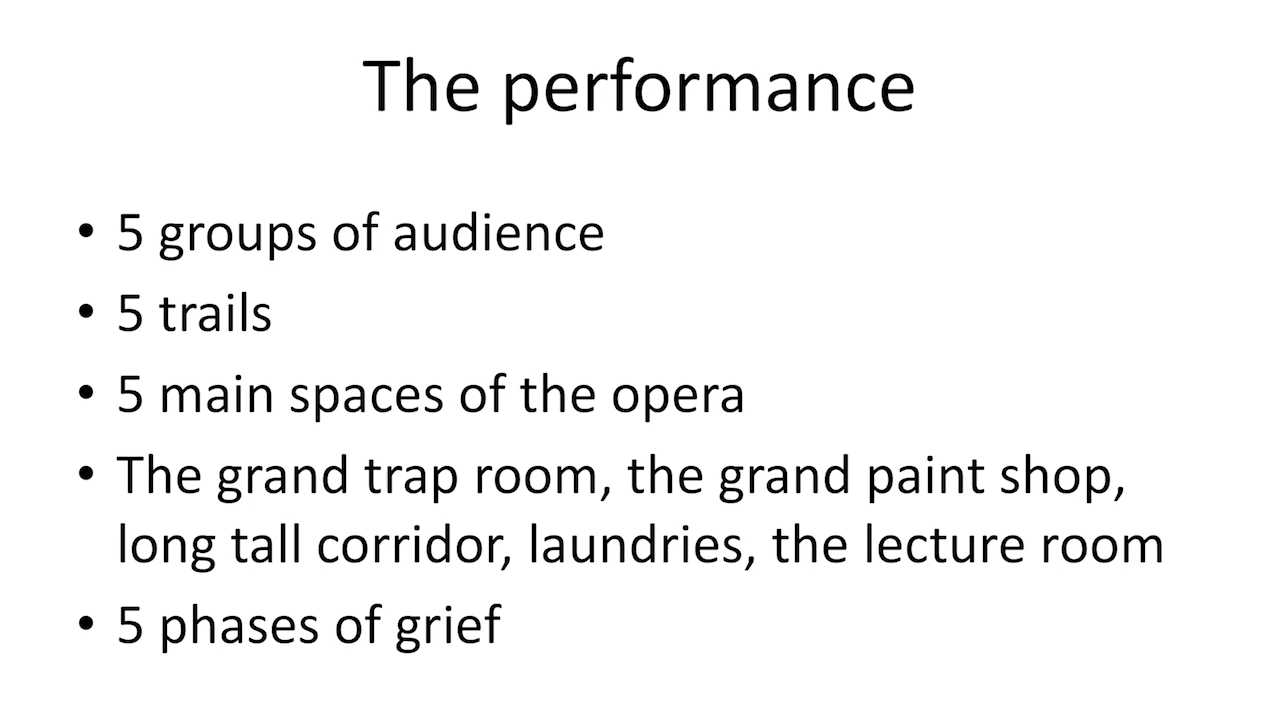 The performance
• 5 groups of audience
• 5 trails
• 5 main spaces of the opera
• The grand trap room, the grand paint shop,
long tall corridor, laundries, the lecture room
• 5 phases of grief